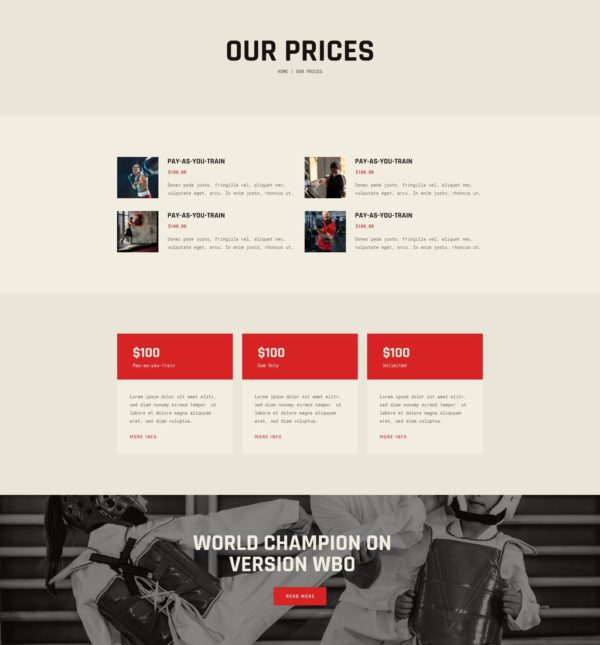 OUR PRICES
HOME / OUR PRICES
PAY-AS-YOU-TRAIN
$100.00
Donec pede justo, fringilla vel, aliquet nec,
vulputate eget, arcu. In enim justo, rhoncus ut.
PAY-AS-YOU-TRAIN
$100.00
Donec pede justo, fringilla vel, aliquet nec,
vulputate eget, arcu. In enim justo, rhoncus ut.
PAY-AS-YOU-TRAIN
$100.00
Donec pede justo, fringilla vel, aliquet nec,
vulputate eget, arcu. In enim justo, rhoncus ut.
PAY-AS-YOU-TRAIN
$100.00
Donec pede justo, fringilla vel, aliquet nec,
vulputate eget, arcu. In enim justo, rhoncus ut.
$100
Pay-as-you-Train
Lorem ipsum dolor sit amet elitr,
sed diam nonumy eirmod tempor ut
labore et dolore magna aliquyam
erat, sed diam voluptua.
MORE INFO
$100
Gum Only
Lorem ipsum dolor sit amet elitr,
sed diam nonumy eirmod tempor ut
labore et dolore magna aliquyam
erat, sed diam voluptua.
MORE INFO
$100
Unlimited
Lorem ipsum dolor sit amet elitr,
sed diam nonumy eirmod tempor ut
labore et dolore magna aliquyam
erat, sed diam voluptua.
MORE INFO
WORLD CHAMPION ON
VERSION WBO
READ MORE